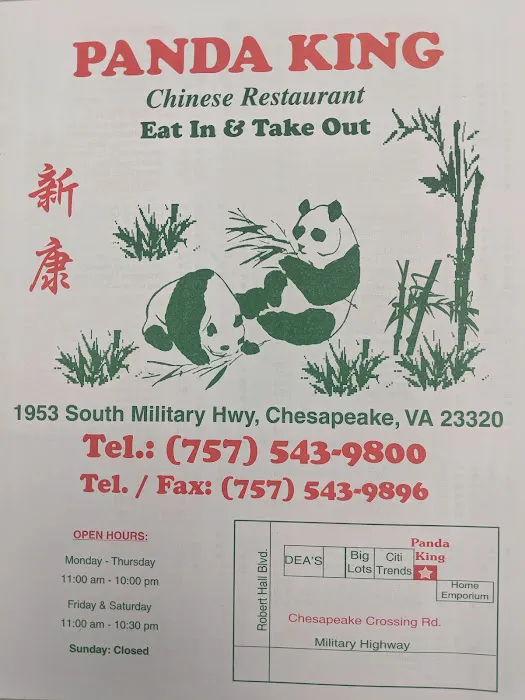 PANDA KING
Chinese Restaurant
Eat In & Take Out
新
康
1953 South Military Hwy, Chesapeake, VA 23320
Tel.: (757) 543-9800
Tel. / Fax: (757) 543-9896
OPEN HOURS:
Monday - Thursday
11:00 am - 10:00 pm
Friday & Saturday
11:00 am - 10:30 pm
Sunday: Closed
Robert Hall Blvd.
DEA'S
Big
Lots
Citi
Trends
Panda
King
Home
Emporium
Chesapeake Crossing Rd.
Military Highway